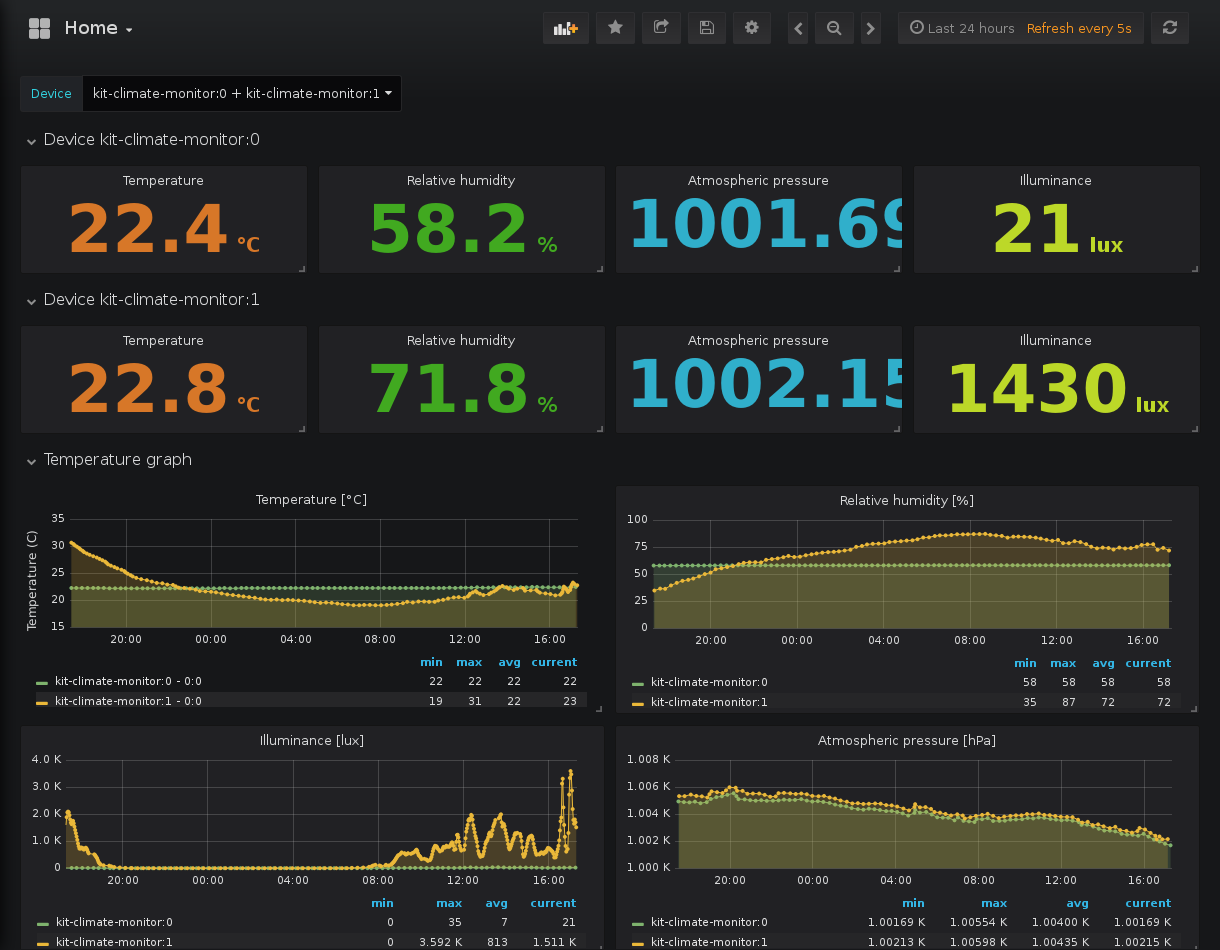 Home
Last 24 hours Refresh every 5s
Device kit-climate-monitor:0 + kit-climate-monitor:1
Device kit-climate-monitor:0
Temperature Relative humidity Atmospheric pressure Illuminance
22.4 °C 58.2 % 1001.69 21 lux
Device kit-climate-monitor:1
Temperature Relative humidity Atmospheric pressure Illuminance
22.8 °C 71.8 % 1002.15 1430 lux
Temperature graph
Temperature [°C]
Temperature (C)
35
30
25
20
15
20:00 00:00 04:00 08:00 12:00 16:00
min max avg current
kit-climate-monitor:0 - 0:0 22 22 22 22
kit-climate-monitor:1 - 0:0 19 31 22 23
Relative humidity [%]
100
75
50
25
0
20:00 00:00 04:00 08:00 12:00 16:00
min max avg current
kit-climate-monitor:0 58 58 58 58
kit-climate-monitor:1 35 87 72 72
Illuminance [lux]
4.0 K
3.0 K
2.0 K
1.0 K
0
20:00 00:00 04:00 08:00 12:00 16:00
min max avg current
kit-climate-monitor:0 0 35 7 21
kit-climate-monitor:1 0 3.592 K 813 1.511 K
Atmospheric pressure [hPa]
1.008 K
1.006 K
1.004 K
1.002 K
1.000 K
20:00 00:00 04:00 08:00 12:00 16:00
min max avg current
kit-climate-monitor:0 1.00169 K 1.00554 K 1.00400 K 1.00169 K
kit-climate-monitor:1 1.00213 K 1.00598 K 1.00435 K 1.00215 K